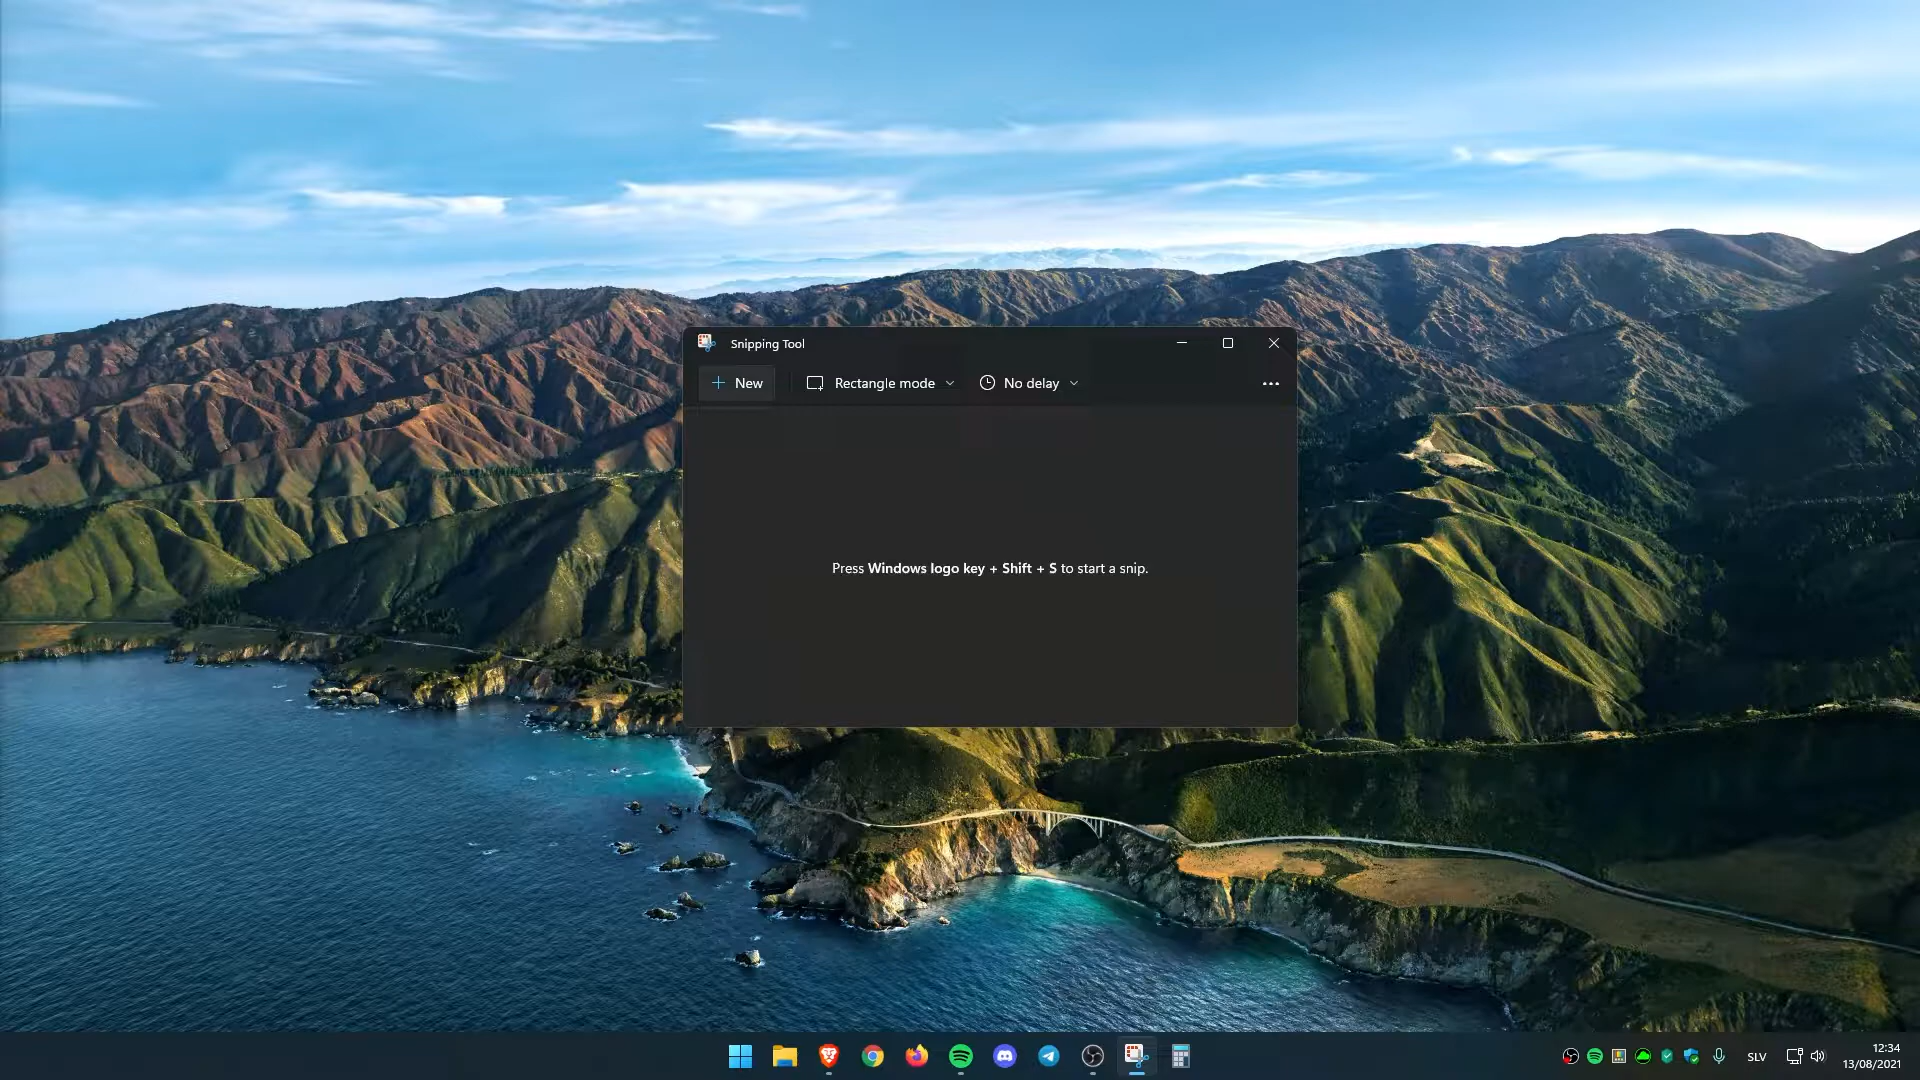 Snipping Tool
New Rectangle mode No delay
Press Windows logo key + Shift + S to start a snip.
SLV
12:34
13/08/2021